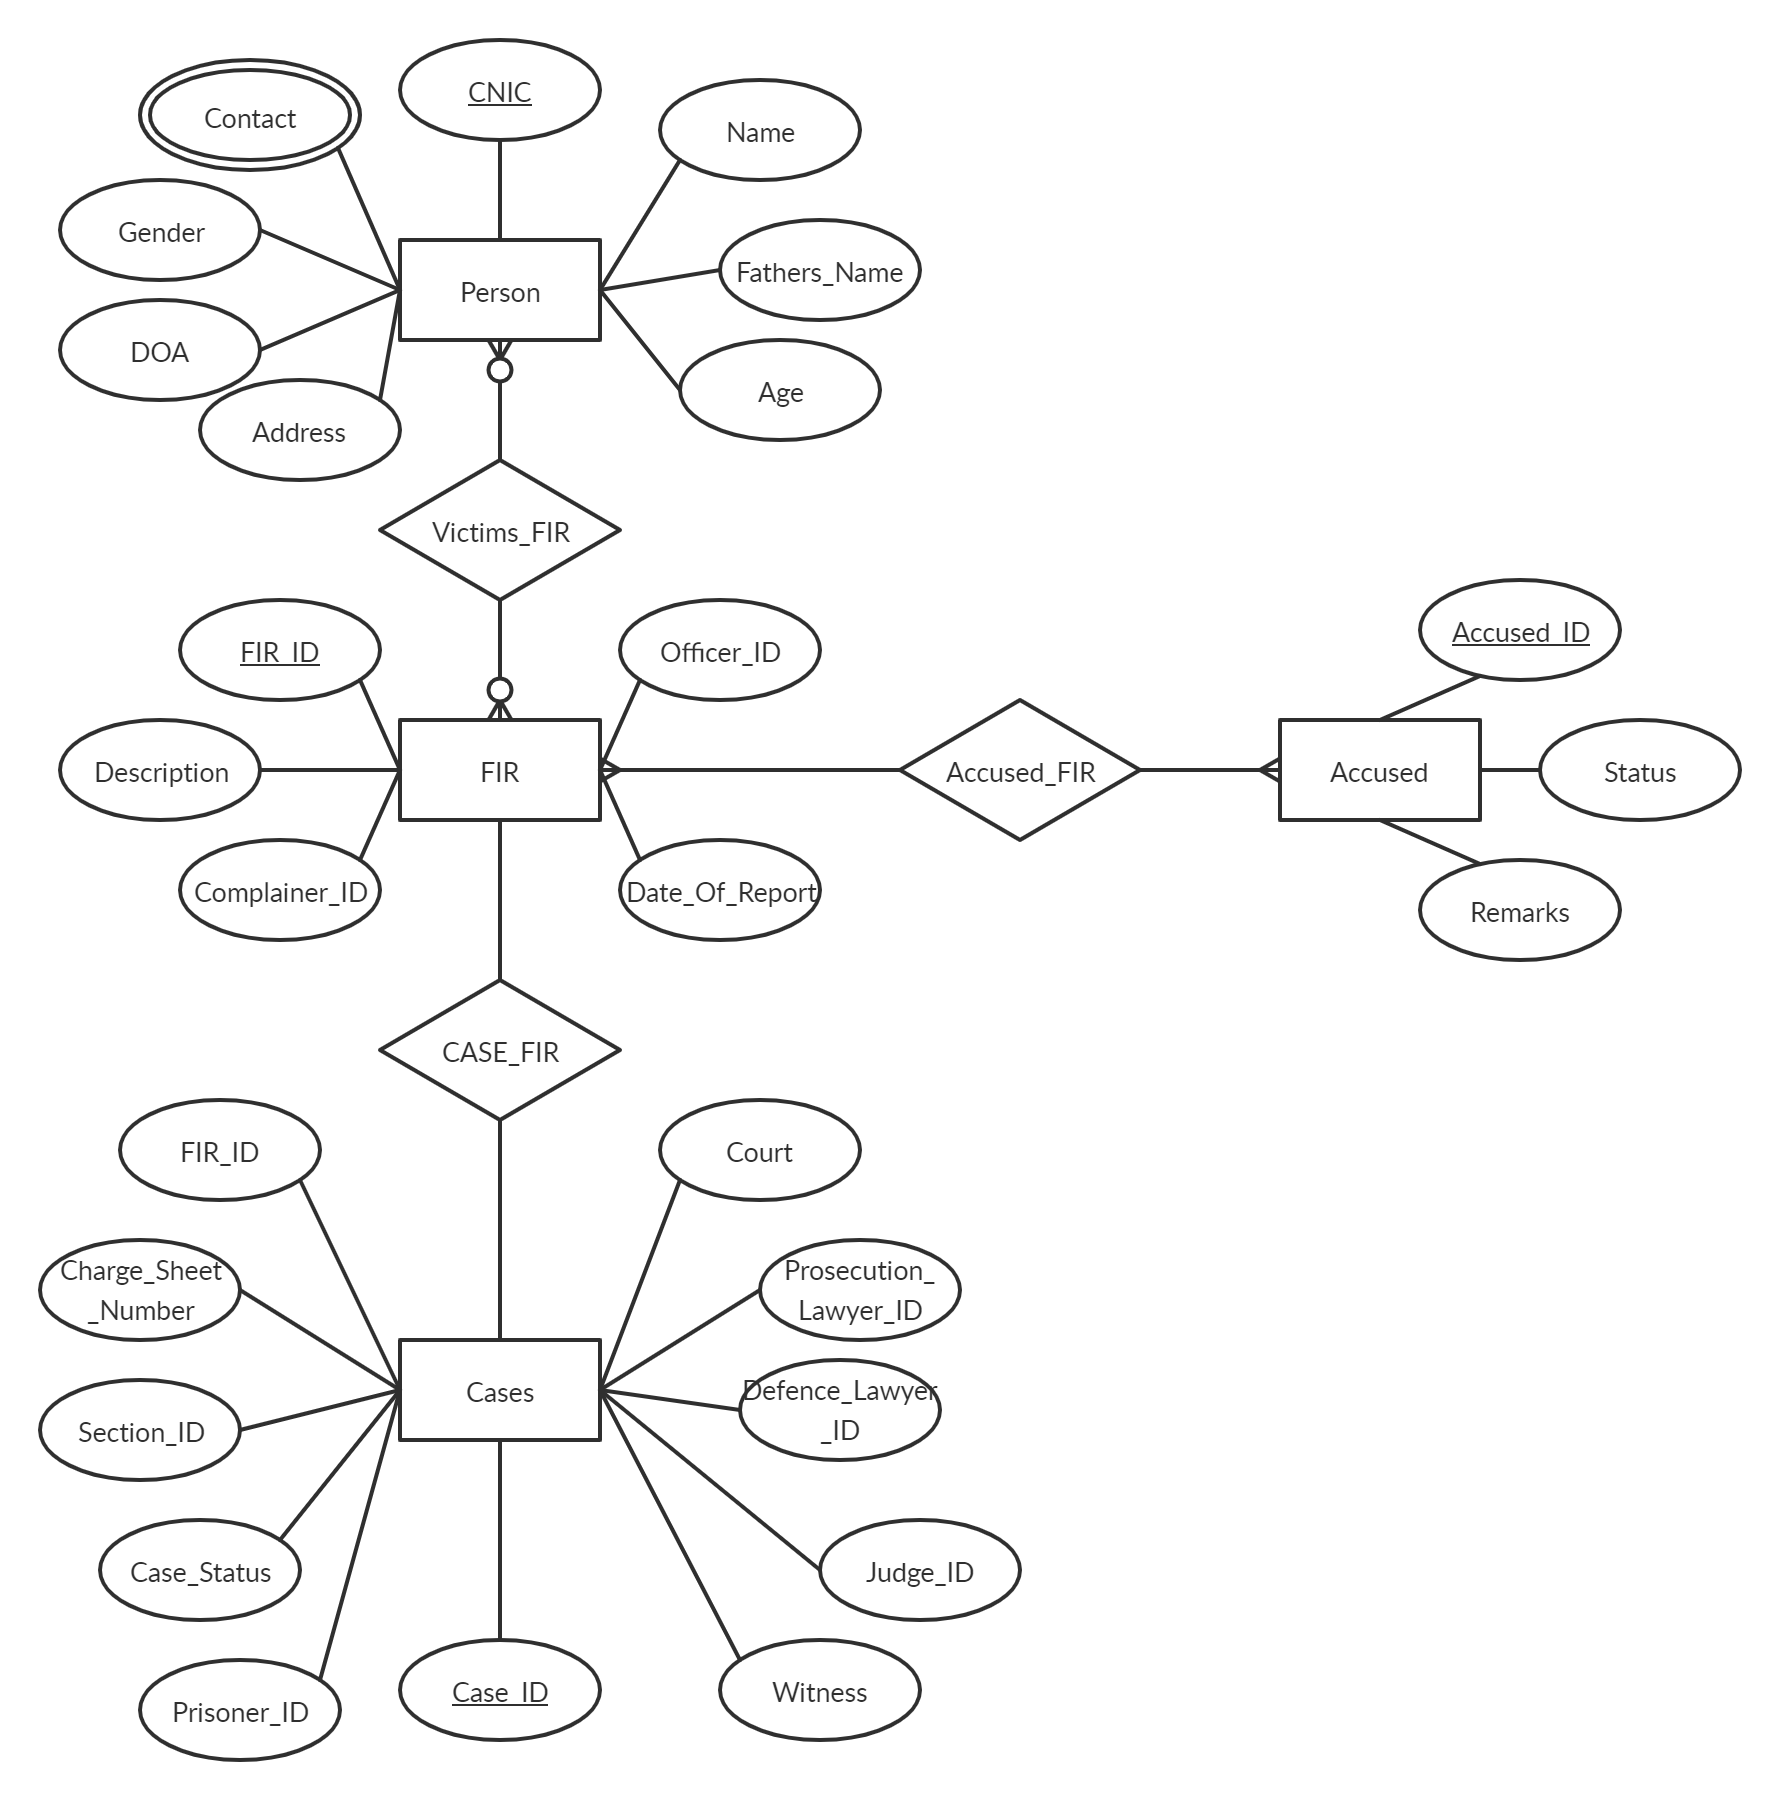 CNIC
Contact
Name
Gender
Fathers_Name
Person
DOA
Age
Address
Victims_FIR
FIR_ID
Officer_ID
Accused_ID
Description
FIR
Accused_FIR
Accused
Status
Complainer_ID
Date_Of_Report
Remarks
CASE_FIR
FIR_ID
Court
Charge_Sheet
_Number
Prosecution_
Lawyer_ID
Cases
Defence_Lawyer
_ID
Section_ID
Case_Status
Judge_ID
Prisoner_ID
Case_ID
Witness